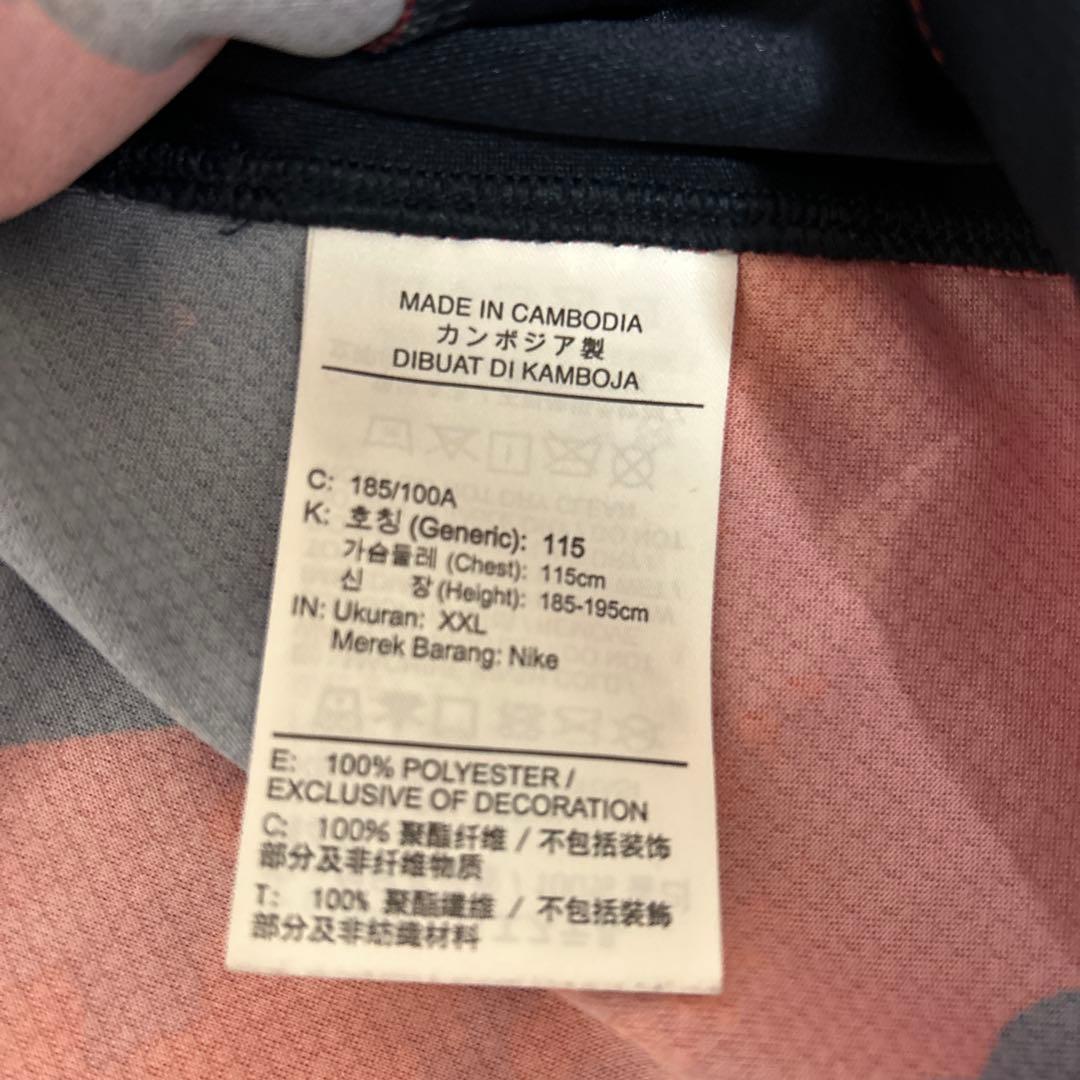 MADE IN CAMBODIA
カンボジア製
DIBUAT DI KAMBOJA
C: 185/100A
K: 호칭 (Generic): 115
가슴둘레 (Chest): 115cm
신 장 (Height): 185-195cm
IN: Ukuran: XXL
Merek Barang: Nike
E: 100% POLYESTER /
EXCLUSIVE OF DECORATION
C: 100% 聚酯纤维 / 不包括装饰
部分及非纤维物质
T: 100% 聚酯纖維 / 不包括裝飾
部分及非紡織材料